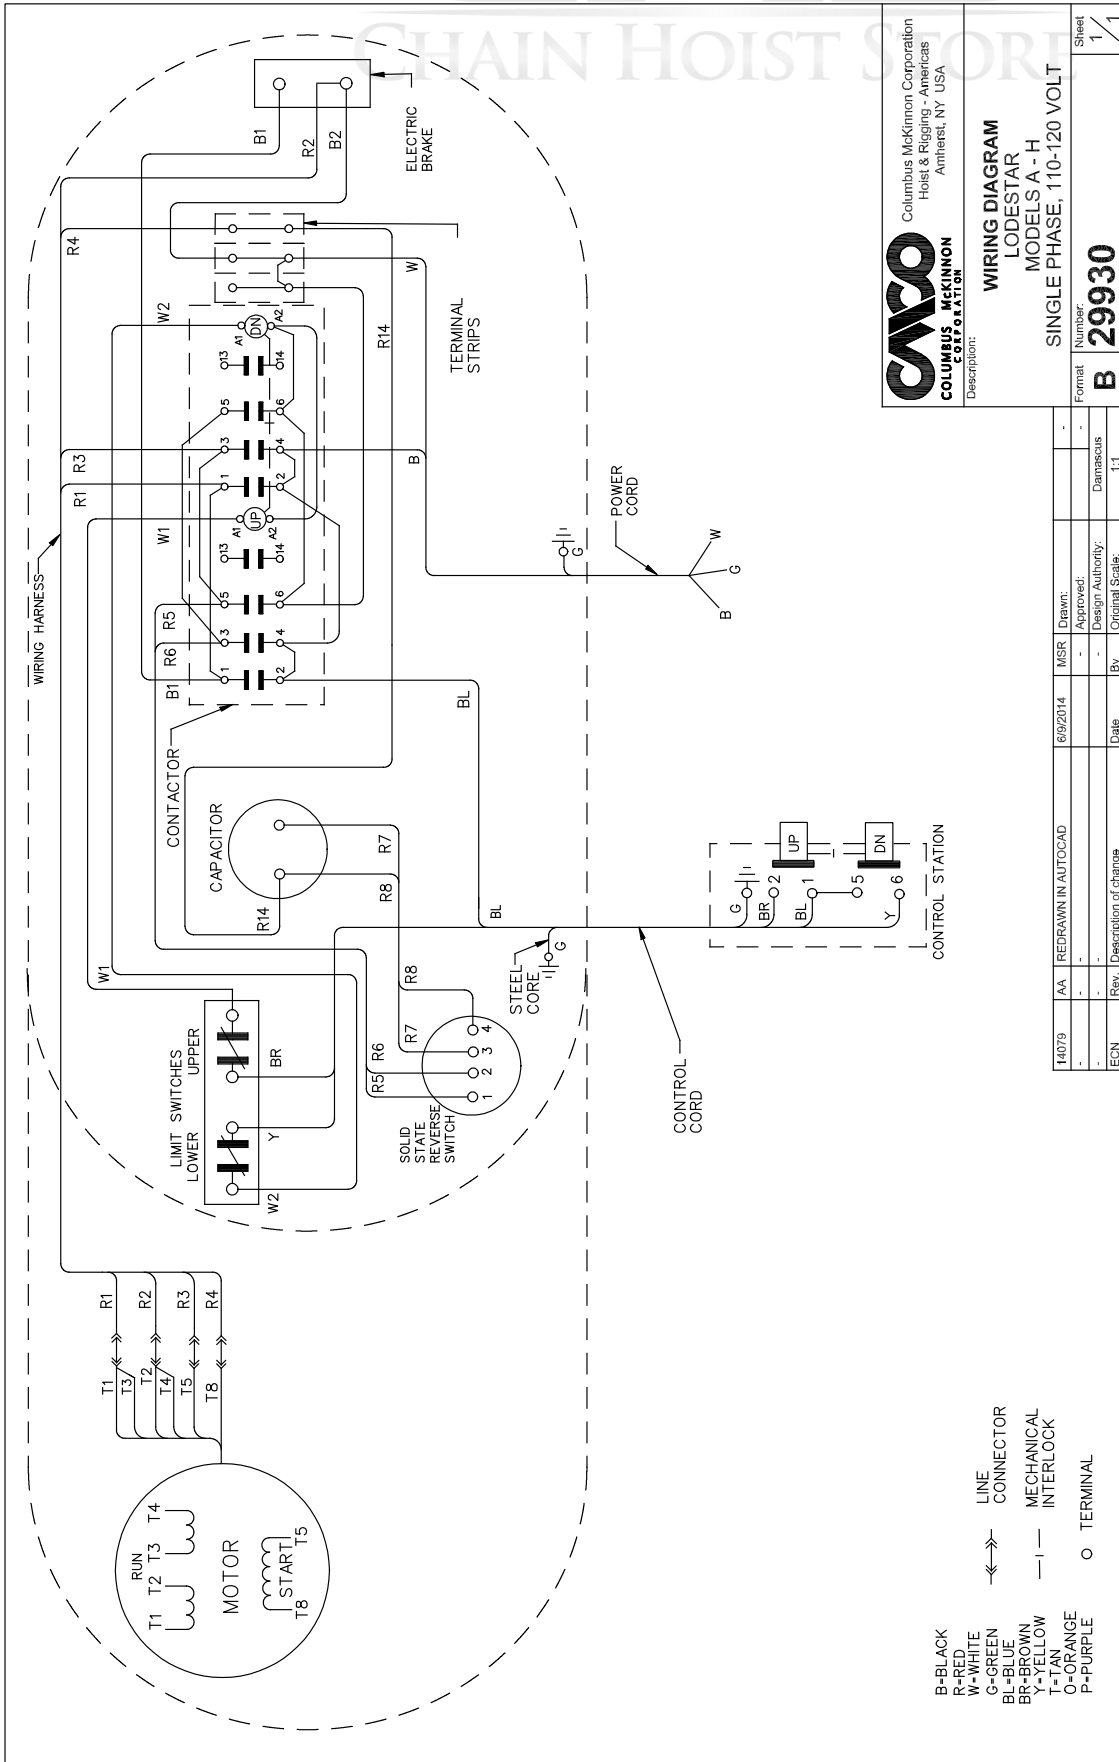 CHAIN HOIST STORE
WIRING HARNESS
R1
R3
R4
R1
R2
R3
R4
T1
T3
T2
T4
T5
T8
RUN
T1
T2
T3
T4
MOTOR
START
T8
T5
LIMIT SWITCHES
LOWER
UPPER
W1
W2
Y
BR
SOLID
STATE
REVERSE
SWITCH
1
2
3
4
R5
R6
R7
R8
CAPACITOR
R14
R7
R8
CONTACTOR
B1
R6
R5
W1
W2
1
3
5
13
A1
UP
A2
2
4
6
14
1
3
5
13
A1
DN
A2
2
4
6
14
TERMINAL
STRIPS
R14
W
B
BL
B1
R2
B2
ELECTRIC
BRAKE
STEEL
CORE
G
BL
CONTROL
CORD
CONTROL STATION
G
BR
2
BL
1
5
Y
6
UP
DN
POWER
CORD
G
B
G
W
B=BLACK
R=RED
W=WHITE
G=GREEN
BL=BLUE
BR=BROWN
Y=YELLOW
T=TAN
O=ORANGE
P=PURPLE
LINE
CONNECTOR
MECHANICAL
INTERLOCK
TERMINAL
14079 AA REDRAWN IN AUTOCAD 6/9/2014 MSR
- - - -
- - - -
ECN Rev. Description of change Date By
Drawn: -
Approved: -
Design Authority: Damascus
Original Scale: 1:1
COLUMBUS McKINNON
CORPORATION
Columbus McKinnon Corporation
Hoist & Rigging - Americas
Amherst, NY USA
Description:
WIRING DIAGRAM
LODESTAR
MODELS A - H
SINGLE PHASE, 110-120 VOLT
Format
B
Number:
29930
Sheet
1/1